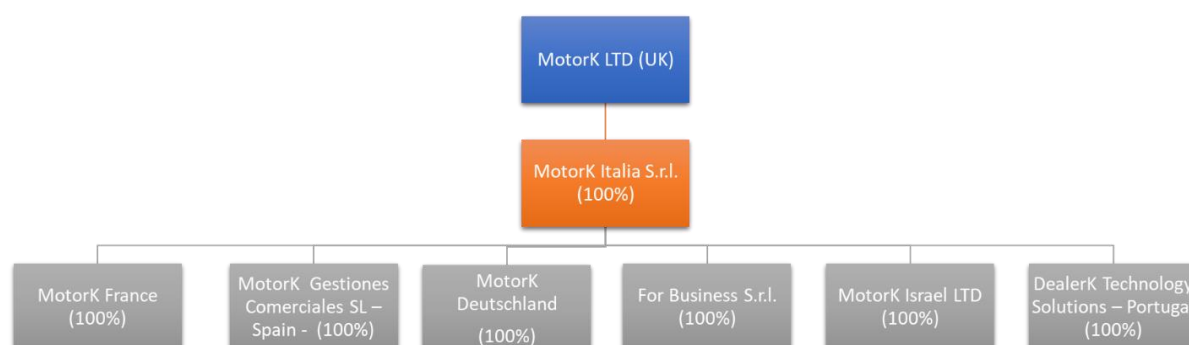 MotorK LTD (UK)
MotorK Italia S.r.l.
(100%)
MotorK France
(100%)
MotorK Gestiones
Comerciales SL –
Spain - (100%)
MotorK
Deutschland
(100%)
For Business S.r.l.
(100%)
MotorK Israel LTD
(100%)
DealerK Technology
Solutions – Portuga
(100%)